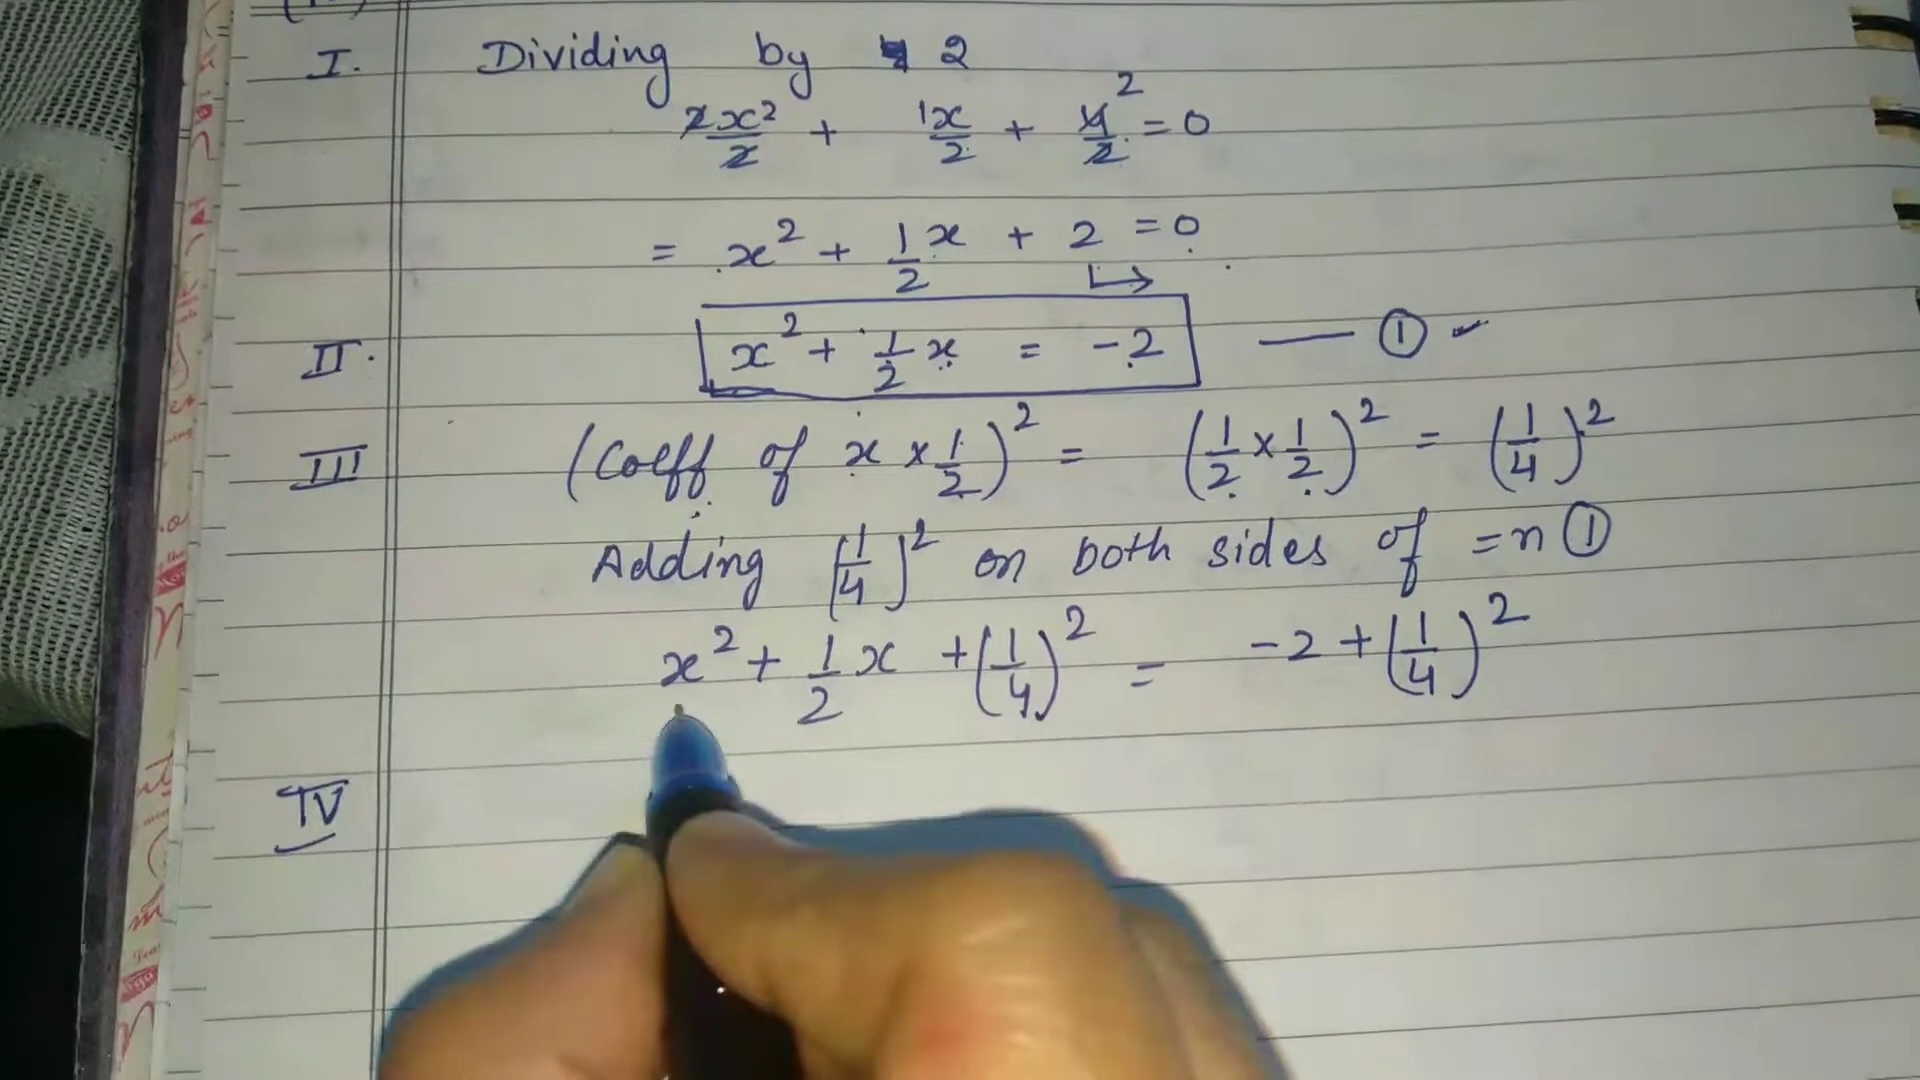 I. Dividing by 2
2x²/2 + 1x/2 + 4/2 2 = 0
= x² + 1/2 x + 2 = 0
II. x² + 1/2 x = -2 — ①
III (Coeff of x × 1/2)² = (1/2 × 1/2)² = (1/4)²
Adding (1/4)² on both sides of =n ①
x² + 1/2 x + (1/4)² = -2 + (1/4)²
IV